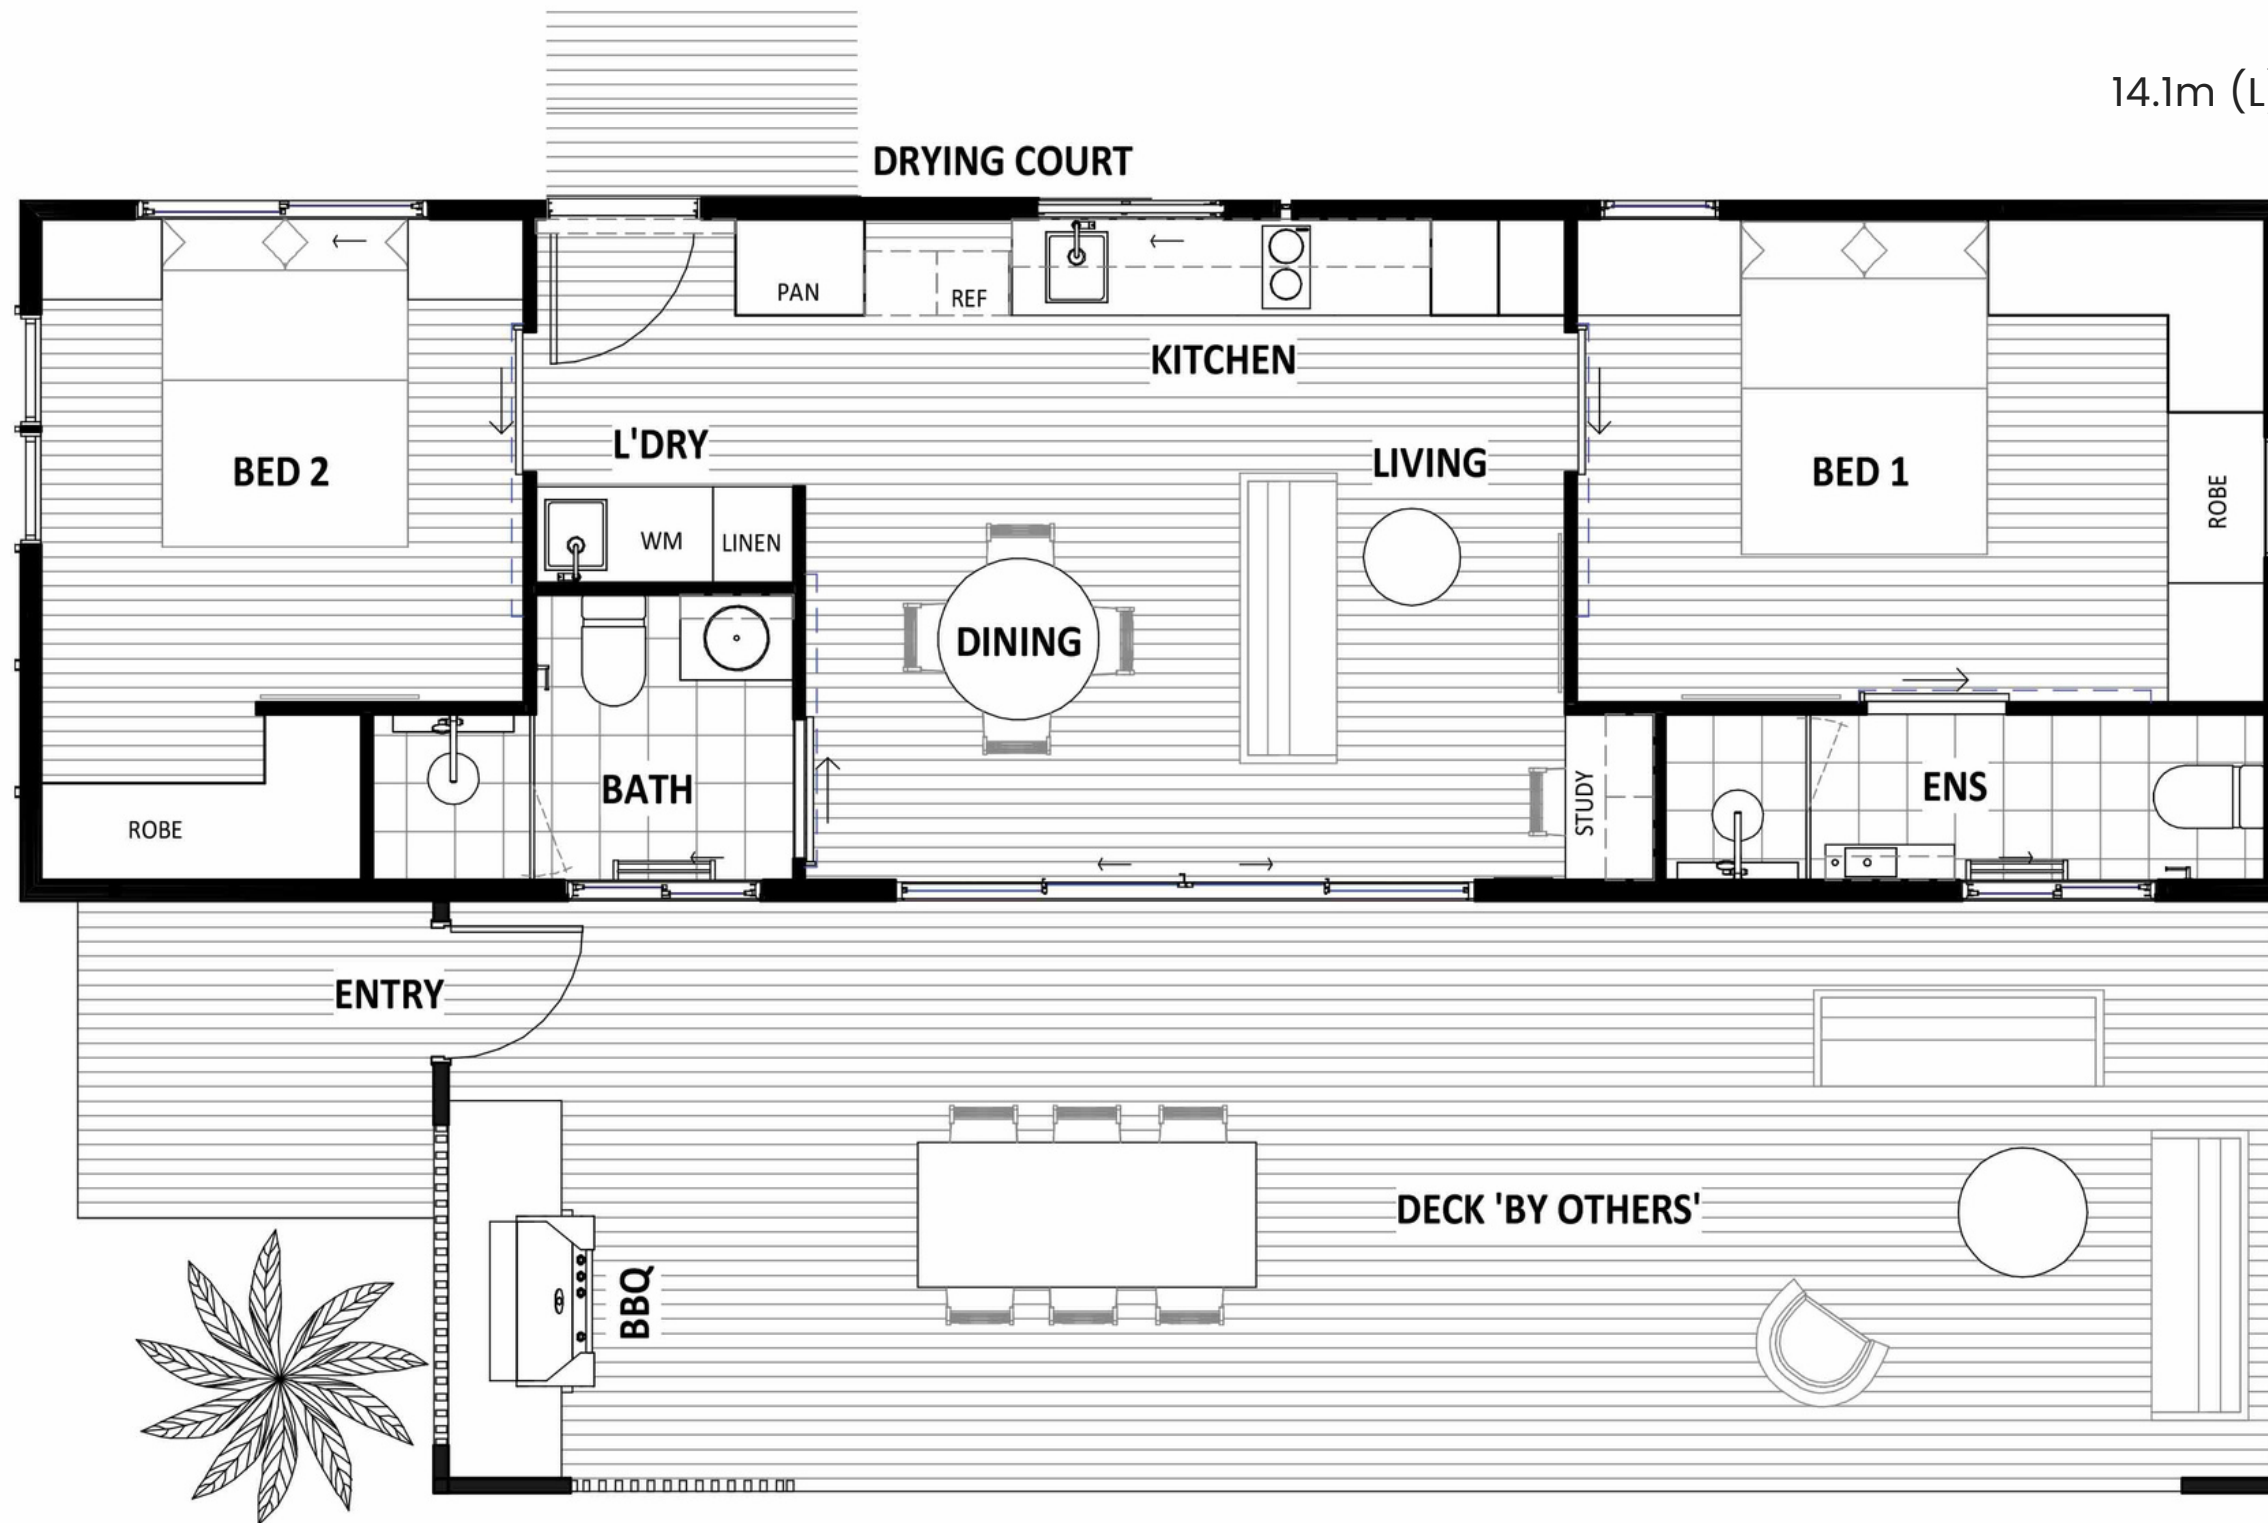 14.1m (L
DRYING COURT
PAN
REF
KITCHEN
L'DRY
LIVING
BED 2
BED 1
ROBE
WM
LINEN
DINING
BATH
STUDY
ENS
ROBE
ENTRY
DECK 'BY OTHERS'
BBQ